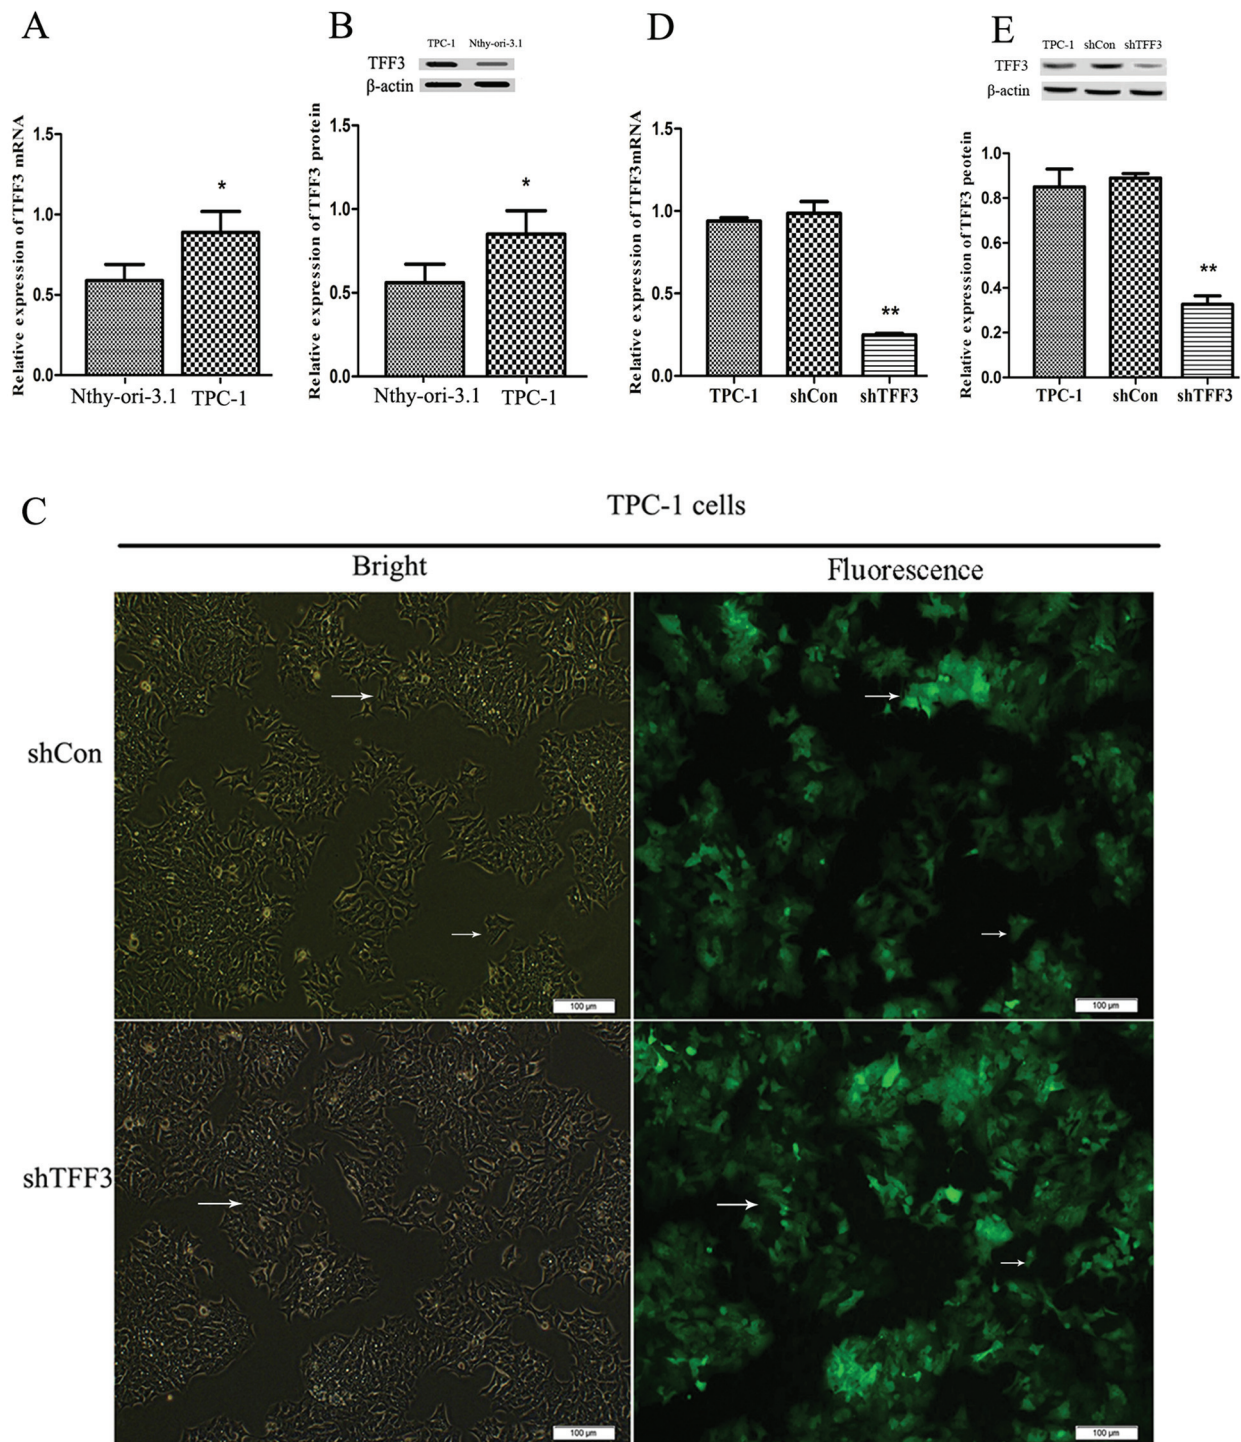 A
Relative expression of TFF3 mRNA
1.5
1.0
0.5
0.0
*
Nthy-ori-3.1
TPC-1
B
TPC-1 Nthy-ori-3.1
TFF3
β-actin
Relative expression of TFF3 protein
1.5
1.0
0.5
0.0
*
Nthy-ori-3.1
TPC-1
D
Relative expression of TFF3mRNA
1.5
1.0
0.5
0.0
**
TPC-1
shCon
shTFF3
E
TPC-1 shCon shTFF3
TFF3
β-actin
Relative expression of TFF3 peotein
1.0
0.8
0.6
0.4
0.2
0.0
**
TPC-1
shCon
shTFF3
C
TPC-1 cells
Bright
Fluorescence
shCon
100 µm
100 µm
shTFF3
100 µm
100 µm